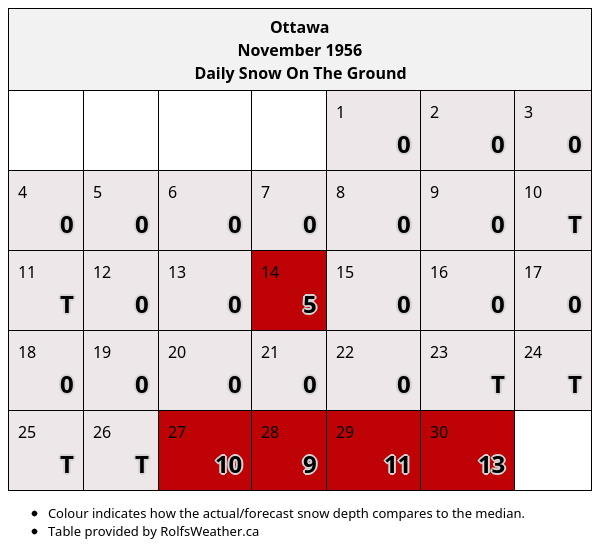 Ottawa
November 1956
Daily Snow On The Ground
1 2 3
0 0 0
4 5 6 7 8 9 10
0 0 0 0 0 0 T
11 12 13 14 15 16 17
T 0 0 5 0 0 0
18 19 20 21 22 23 24
0 0 0 0 0 T T
25 26 27 28 29 30
T T 10 9 11 13
• Colour indicates how the actual/forecast snow depth compares to the median.
• Table provided by RolfsWeather.ca